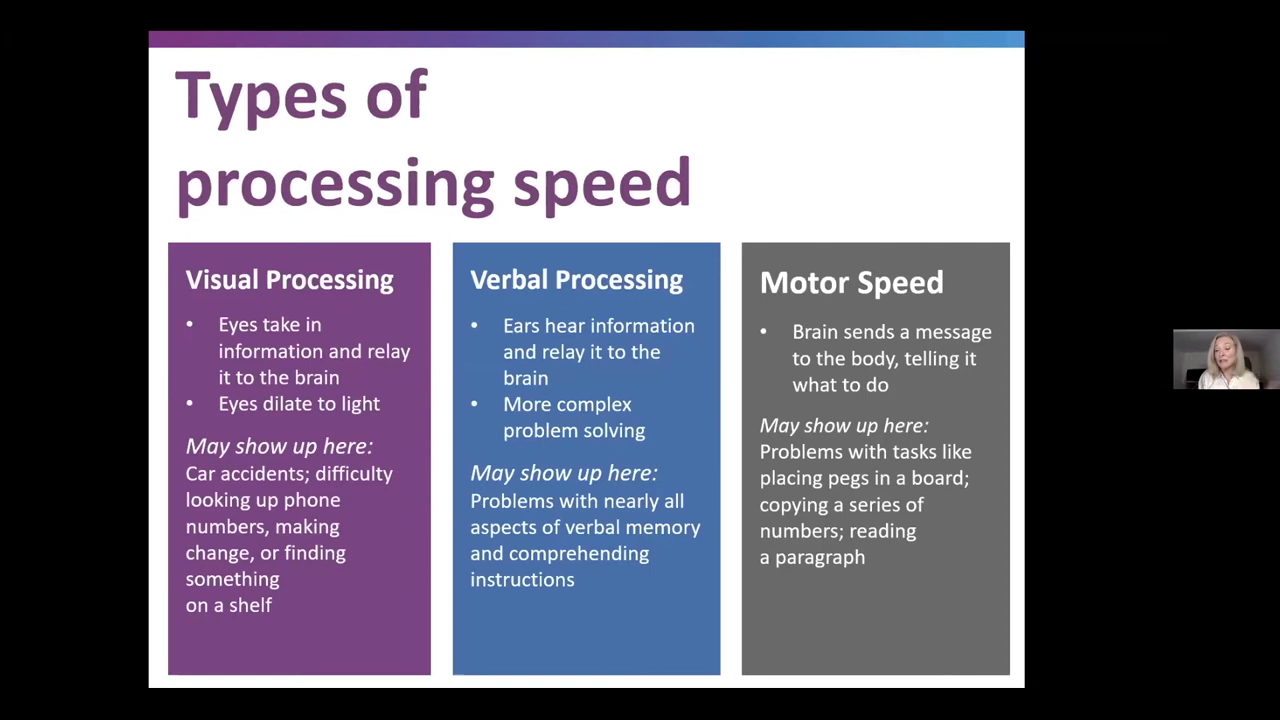 Types of
processing speed
Visual Processing
• Eyes take in
information and relay
it to the brain
• Eyes dilate to light
May show up here:
Car accidents; difficulty
looking up phone
numbers, making
change, or finding
something
on a shelf
Verbal Processing
• Ears hear information
and relay it to the
brain
• More complex
problem solving
May show up here:
Problems with nearly all
aspects of verbal memory
and comprehending
instructions
Motor Speed
• Brain sends a message
to the body, telling it
what to do
May show up here:
Problems with tasks like
placing pegs in a board;
copying a series of
numbers; reading
a paragraph